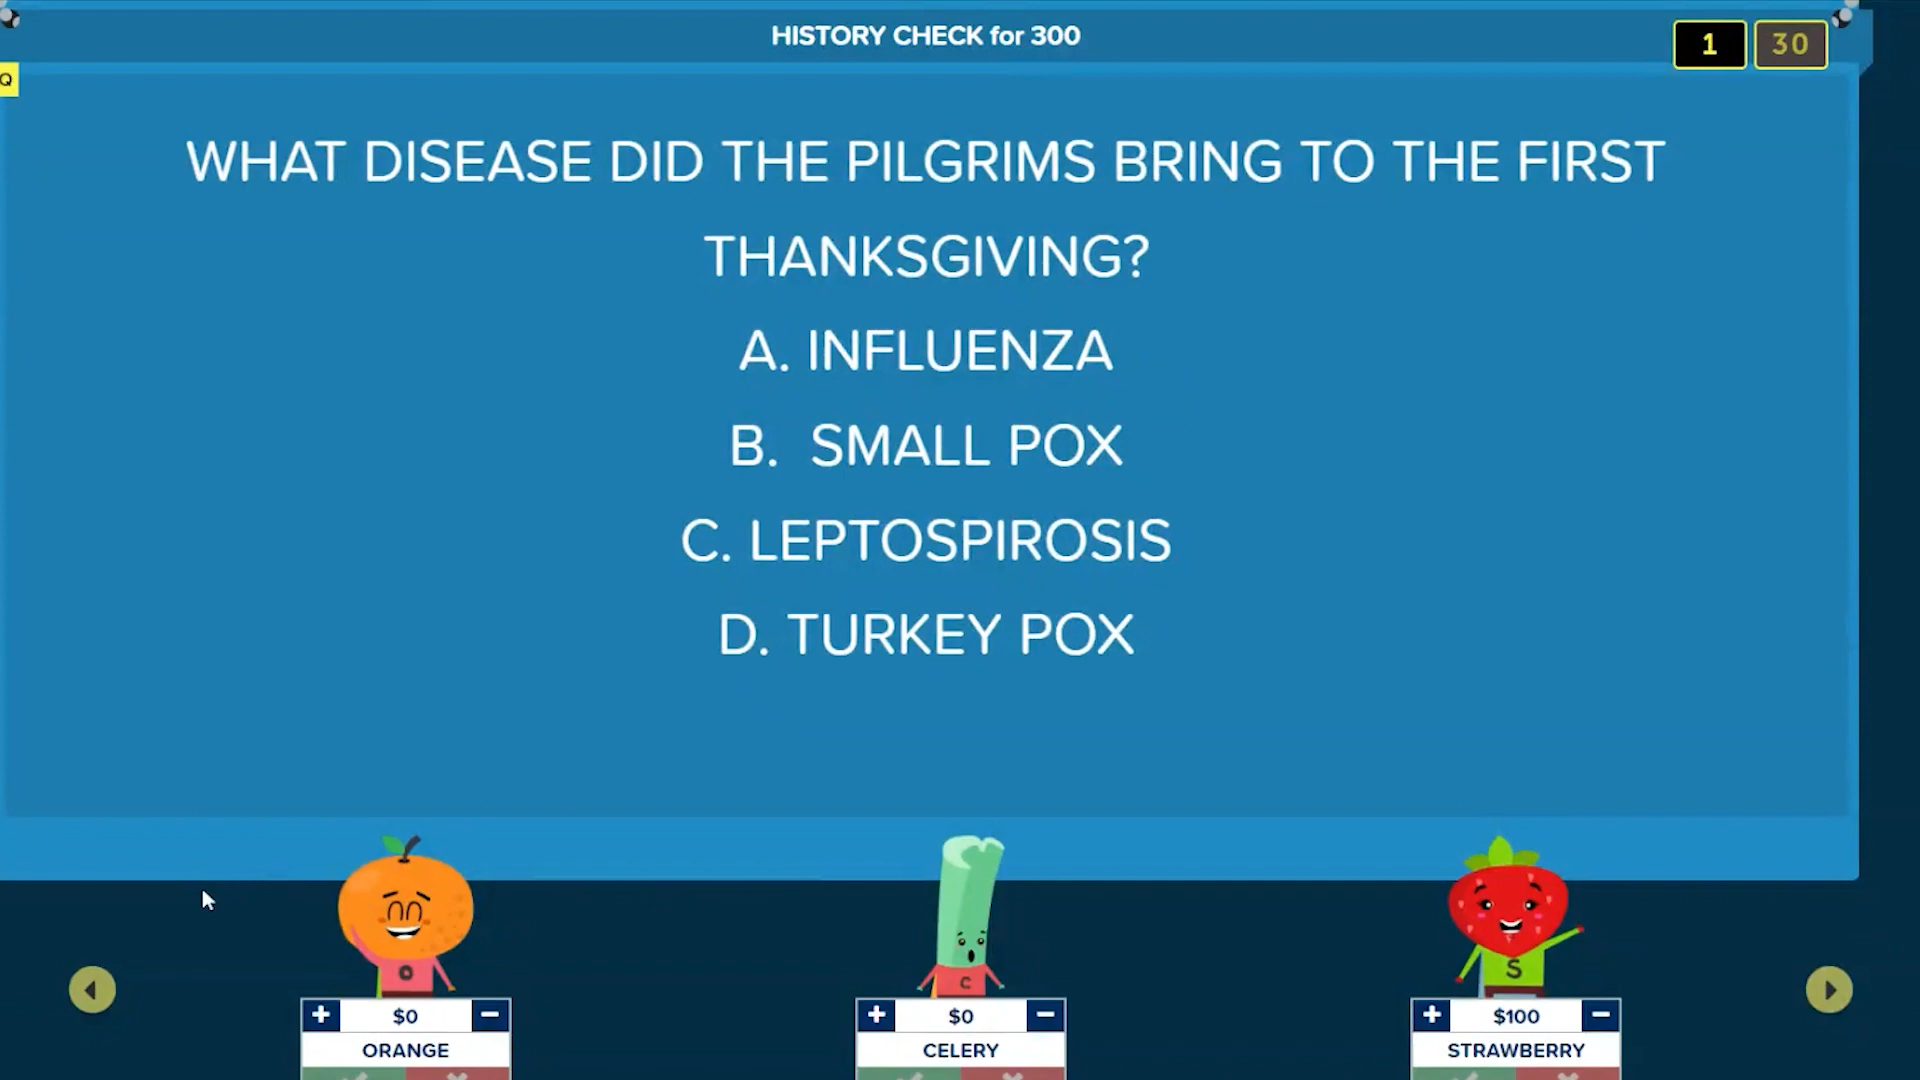 HISTORY CHECK for 300
1 30
Q
WHAT DISEASE DID THE PILGRIMS BRING TO THE FIRST
THANKSGIVING?
A. INFLUENZA
B. SMALL POX
C. LEPTOSPIROSIS
D. TURKEY POX
O
C
S
+ $0 −
+ $0 −
+ $100 −
ORANGE
CELERY
STRAWBERRY